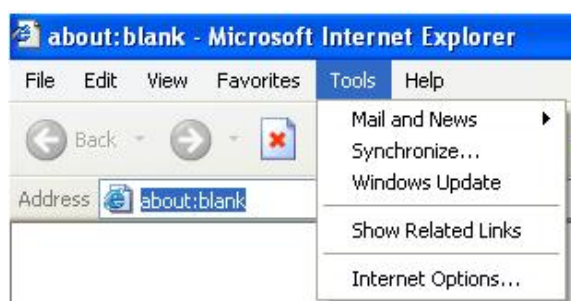 about:blank - Microsoft Internet Explorer
File Edit View Favorites Tools Help
Back
Address about:blank
Mail and News
Synchronize...
Windows Update
Show Related Links
Internet Options...